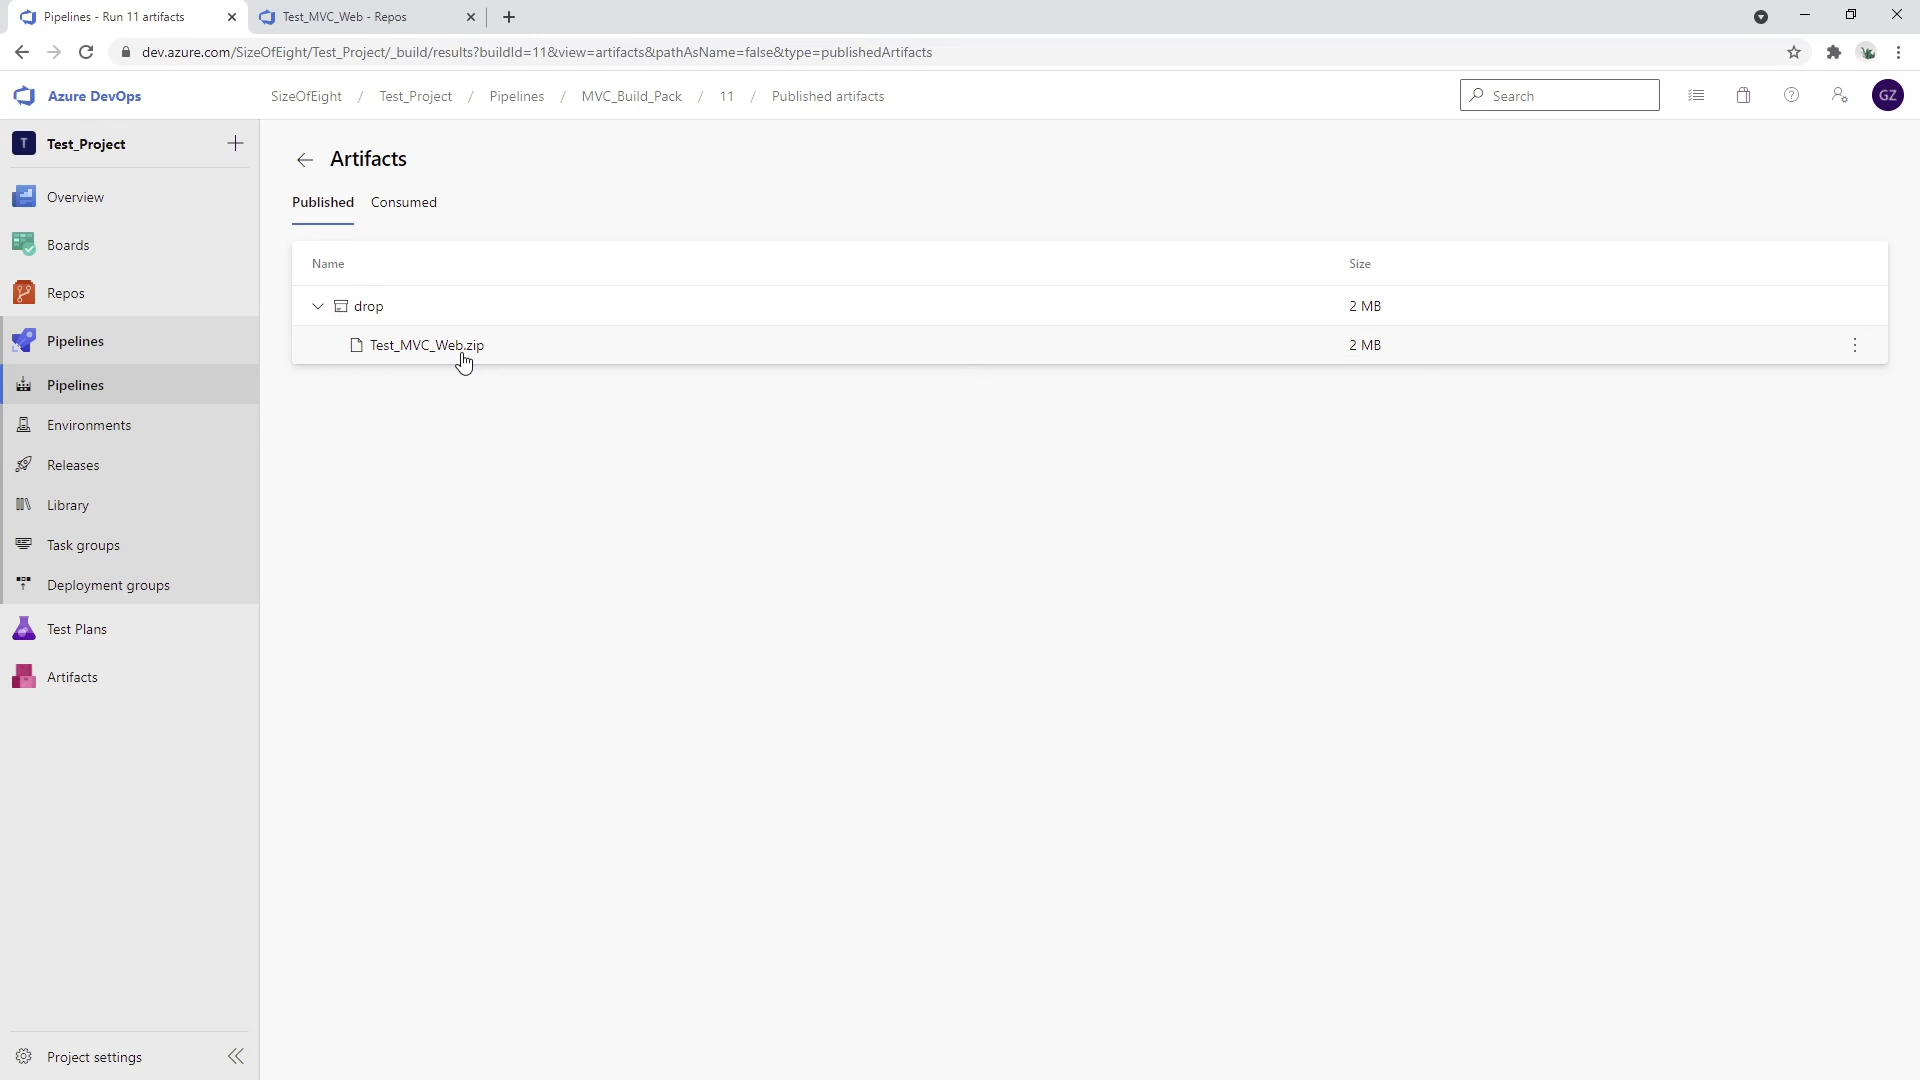 Pipelines - Run 11 artifacts
Test_MVC_Web - Repos
dev.azure.com/SizeOfEight/Test_Project/_build/results?buildId=11&view=artifacts&pathAsName=false&type=publishedArtifacts
Azure DevOps
SizeOfEight / Test_Project / Pipelines / MVC_Build_Pack / 11 / Published artifacts
Search
GZ
T Test_Project
Overview
Boards
Repos
Pipelines
Pipelines
Environments
Releases
Library
Task groups
Deployment groups
Test Plans
Artifacts
Project settings
Artifacts
Published Consumed
Name Size
drop 2 MB
Test_MVC_Web.zip 2 MB